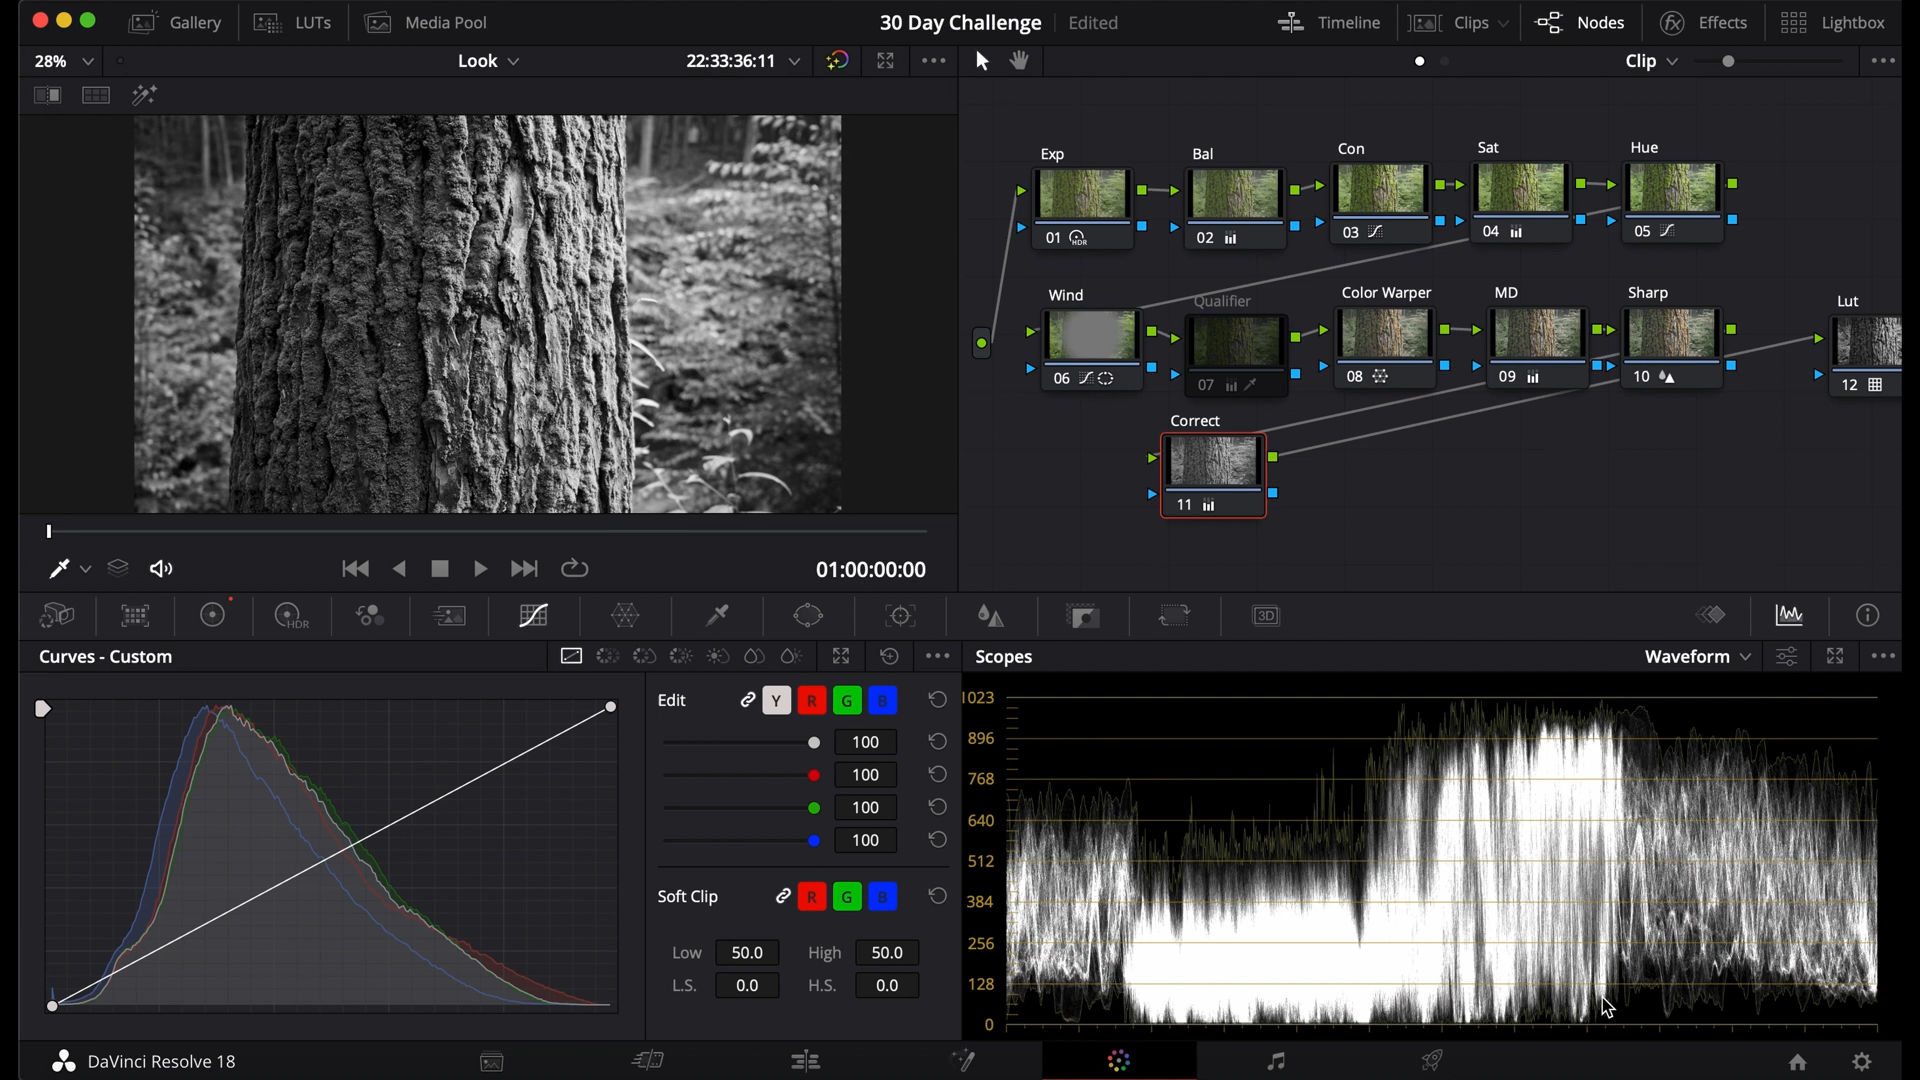 Gallery LUTs Media Pool 30 Day Challenge Edited Timeline Clips Nodes fx Effects Lightbox
28% Look 22:33:36:11 Clip
Exp Bal Con Sat Hue
01 HDR 02 03 04 05
Wind Qualifier Color Warper MD Sharp Lut
06 07 08 09 10 12
Correct
11
01:00:00:00
HDR 3D
Curves - Custom
Edit Y R G B
100
100
100
100
Soft Clip R G B
Low 50.0 High 50.0
L.S. 0.0 H.S. 0.0
Scopes Waveform
1023
896
768
640
512
384
256
128
0
DaVinci Resolve 18